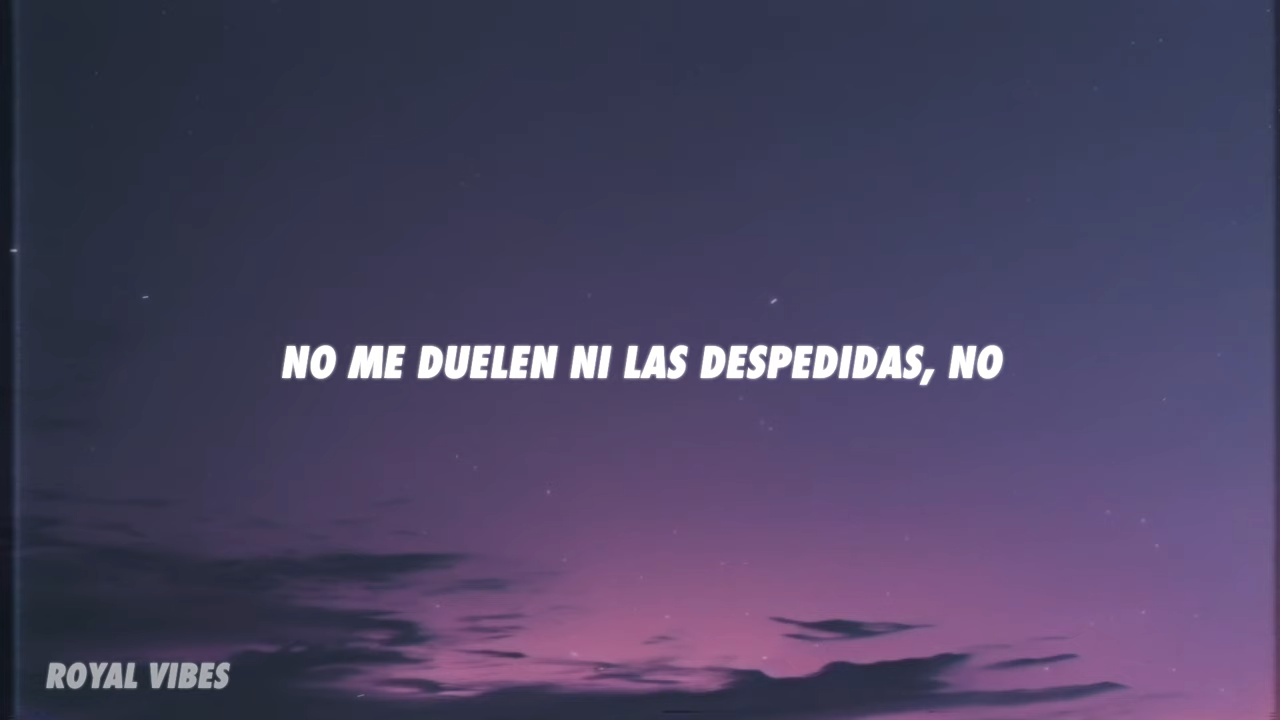 NO ME DUELEN NI LAS DESPEDIDAS, NO
ROYAL VIBES